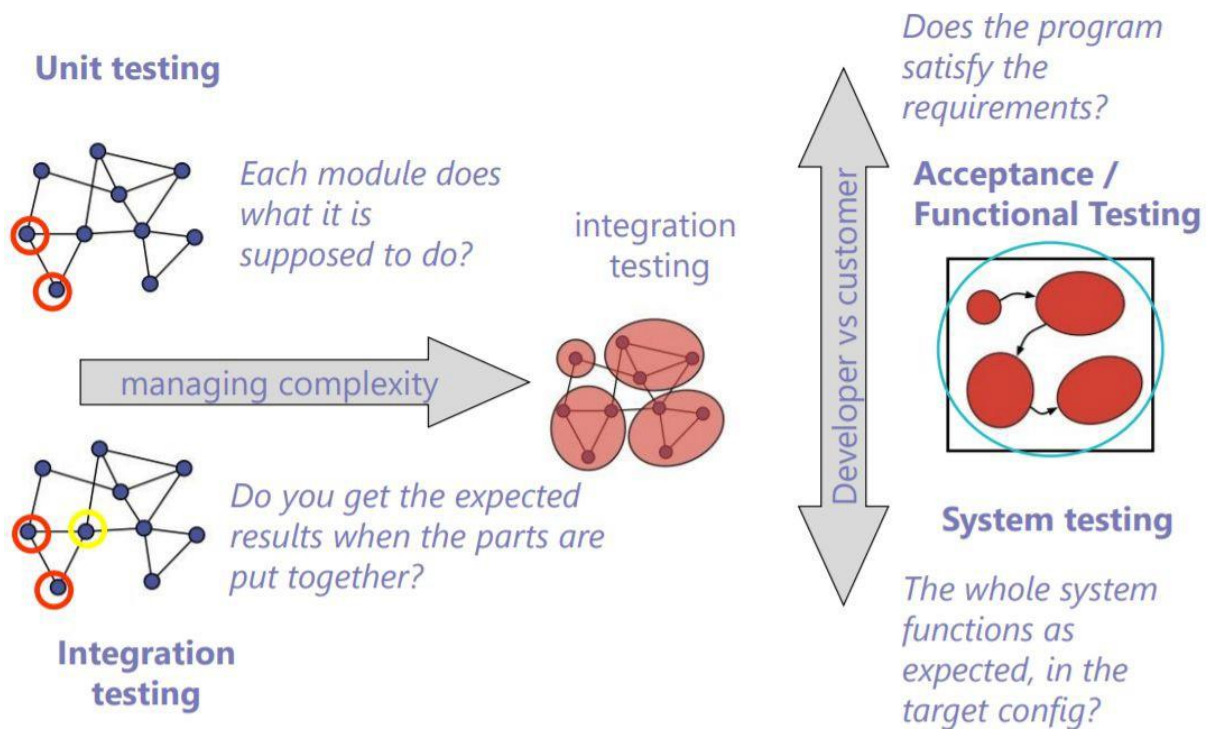 Unit testing
Each module does
what it is
supposed to do?
managing complexity
Do you get the expected
results when the parts are
put together?
Integration
testing
integration
testing
Developer vs customer
Does the program
satisfy the
requirements?
Acceptance /
Functional Testing
System testing
The whole system
functions as
expected, in the
target config?